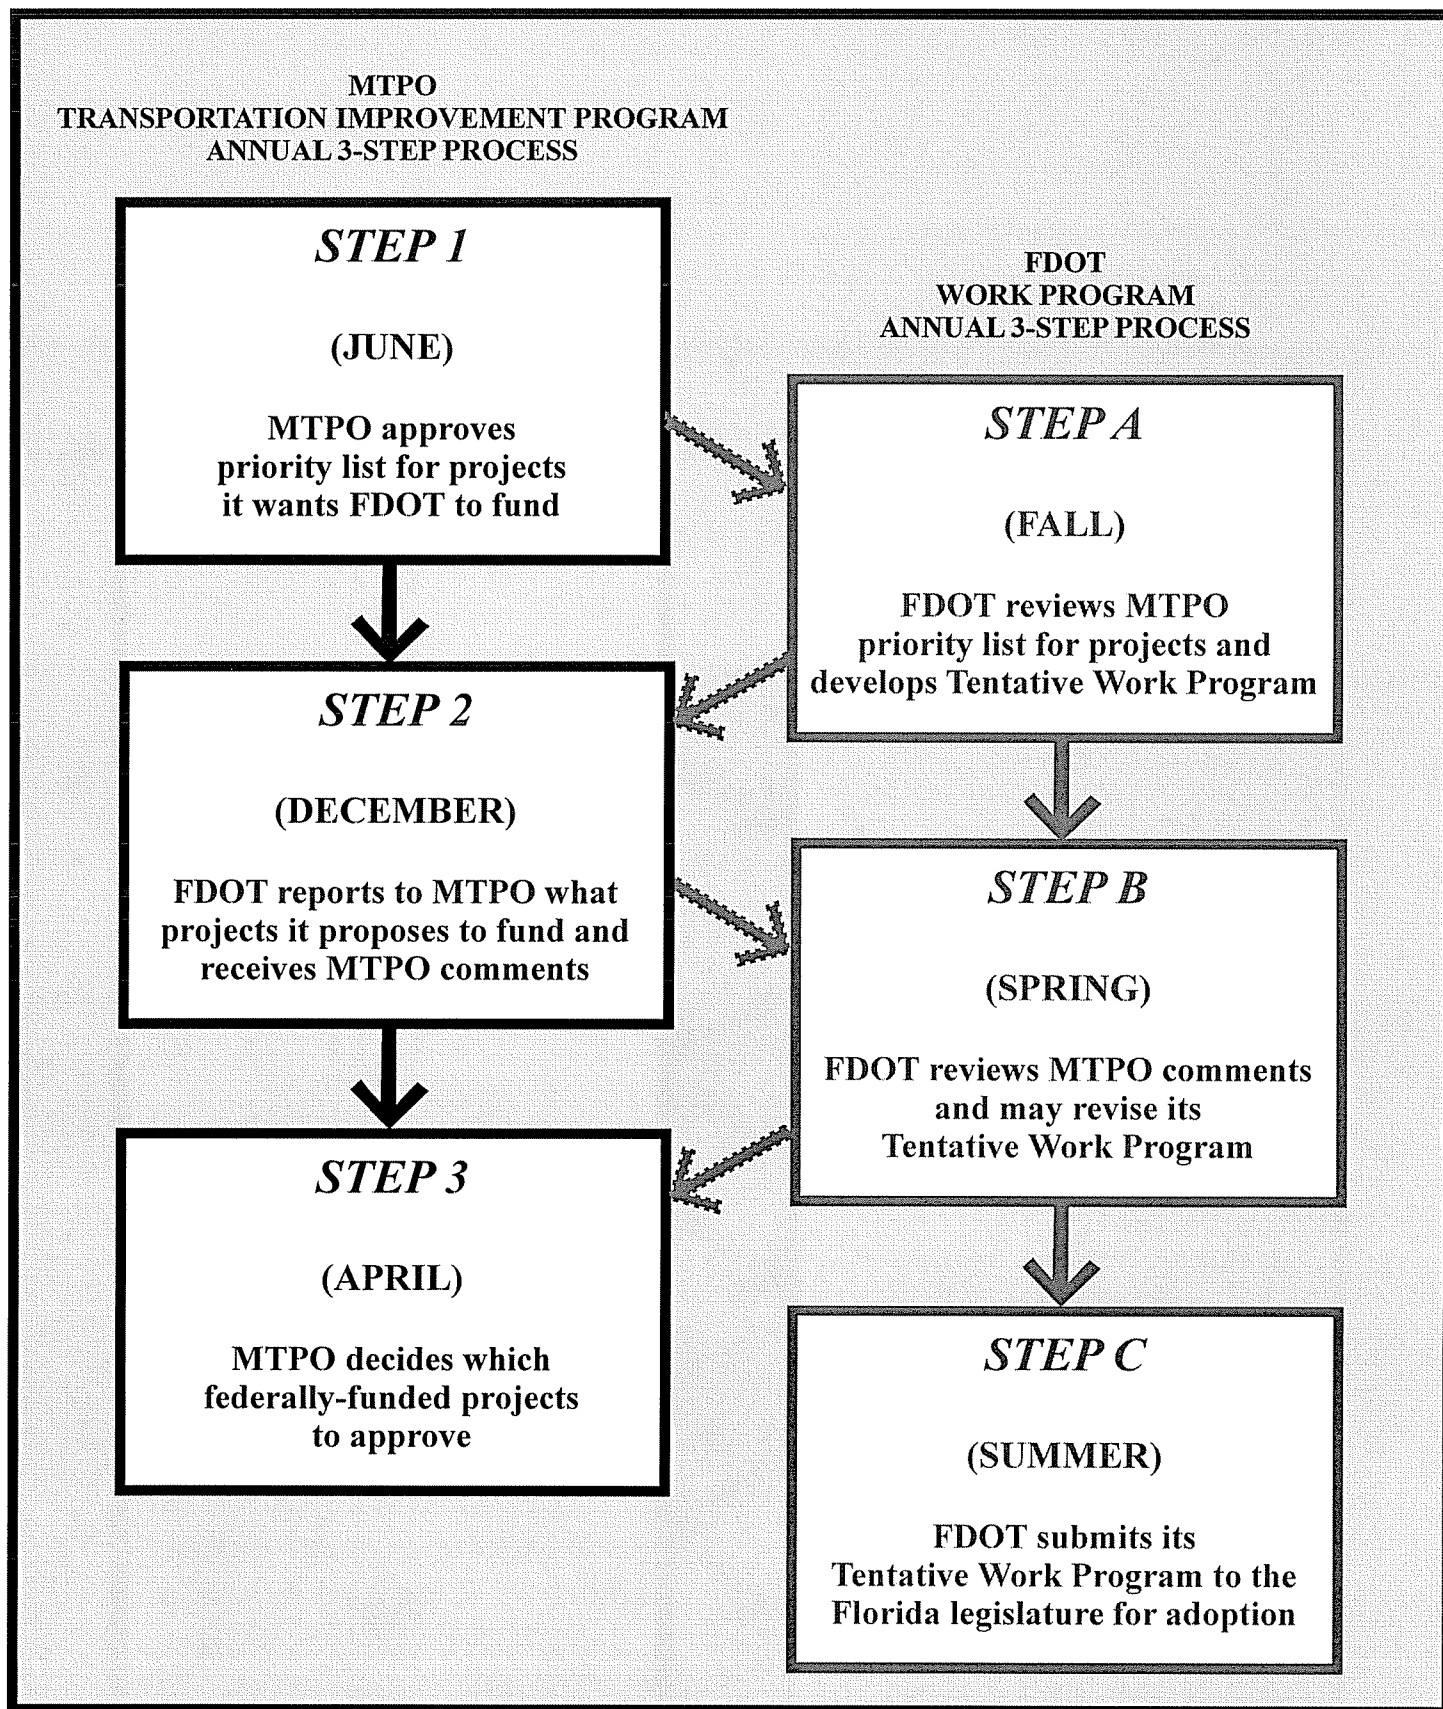 MTPO
TRANSPORTATION IMPROVEMENT PROGRAM
ANNUAL 3-STEP PROCESS
STEP 1
(JUNE)
MTPO approves
priority list for projects
it wants FDOT to fund
FDOT
WORK PROGRAM
ANNUAL 3-STEP PROCESS
STEP A
(FALL)
FDOT reviews MTPO
priority list for projects and
develops Tentative Work Program
STEP 2
(DECEMBER)
FDOT reports to MTPO what
projects it proposes to fund and
receives MTPO comments
STEP B
(SPRING)
FDOT reviews MTPO comments
and may revise its
Tentative Work Program
STEP 3
(APRIL)
MTPO decides which
federally-funded projects
to approve
STEP C
(SUMMER)
FDOT submits its
Tentative Work Program to the
Florida legislature for adoption